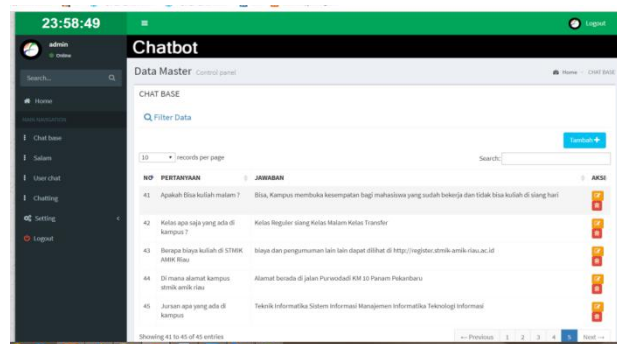 23:58:49
Logout
admin
Online
Chatbot
Search...
Data Master Control panel
Home
CHAT BASE
Home
CHAT BASE
MAIN NAVIGATION
Filter Data
Chat base
Tambah +
Salam
User chat
10 records per page
Search:
Chatting
NO PERTANYAAN JAWABAN AKSI
Setting
41 Apakah Bisa kuliah malam ? Bisa, Kampus membuka kesempatan bagi mahasiswa yang sudah bekerja dan tidak bisa kuliah di siang hari
Logout
42 Kelas apa saja yang ada di kampus ? Kelas Reguler siang Kelas Malam Kelas Transfer
43 Berapa biaya kuliah di STMIK AMIK Riau biaya dan pengumuman lain lain dapat dilihat di http://register.stmik-amik-riau.ac.id
44 Di mana alamat kampus stmik amik riau Alamat berada di jalan Purwodadi KM 10 Panam Pekanbaru
45 Jursan apa yang ada di kampus Teknik Informatika Sistem Informasi Manajemen Informatika Teknologi Informasi
Showing 41 to 45 of 45 entries
← Previous 1 2 3 4 5 Next →